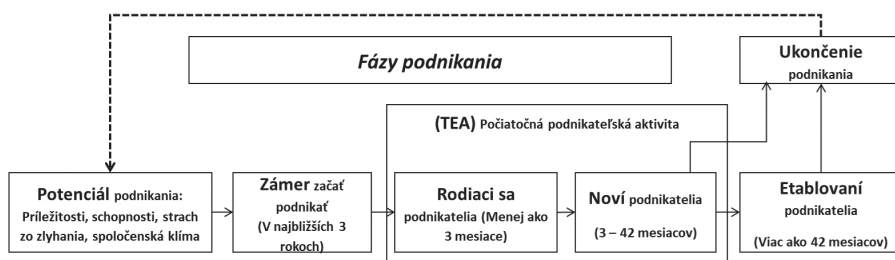 Fázy podnikania
Ukončenie
podnikania
(TEA) Počiatočná podnikateľská aktivita
Potenciál podnikania:
Príležitosti, schopnosti, strach
zo zlyhania, spoločenská klíma
Zámer začať
podnikať
(V najbližších 3
rokoch)
Rodiaci sa
podnikatelia (Menej ako
3 mesiace)
Noví podnikatelia
(3 – 42 mesiacov)
Etablovaní
podnikatelia
(Viac ako 42 mesiacov)